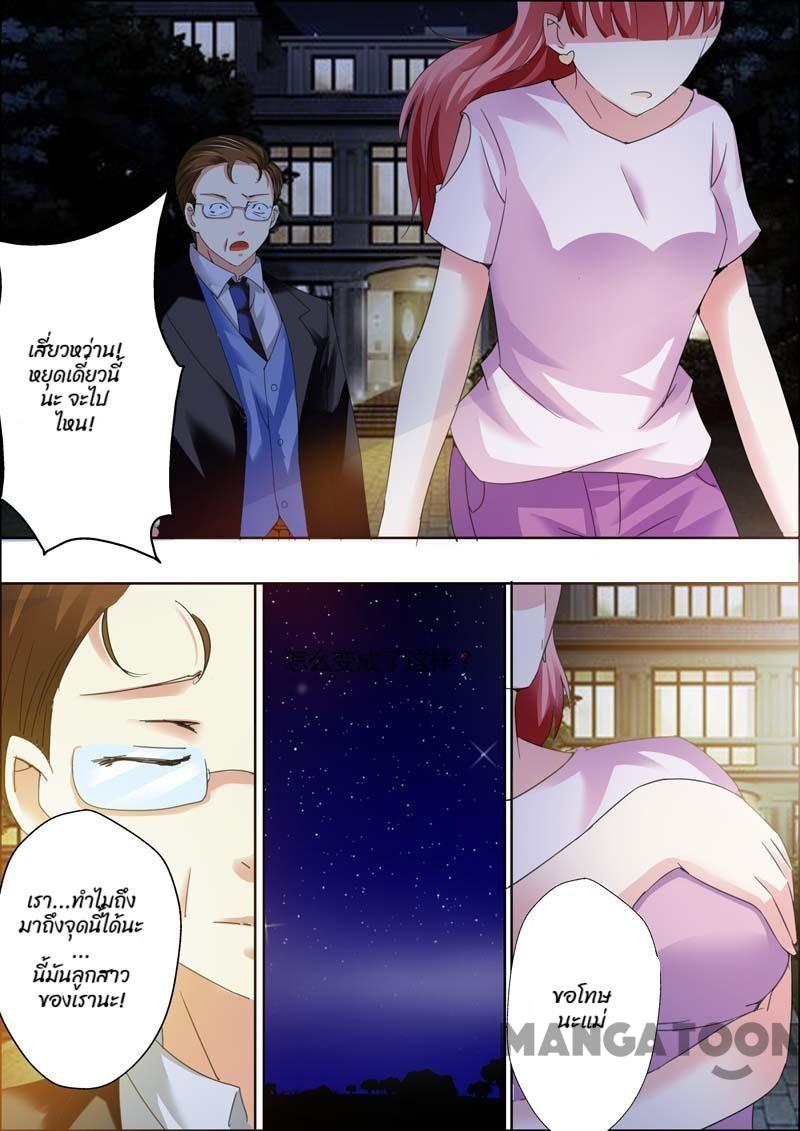 เสี่ยวหว่าน!
หยุดเดี๋ยวนี้
นะ จะไป
ไหน!
怎么变成了这样？
เรา...ทำไมถึง
มาถึงจุดนี้ได้นะ
...
นี้มันลูกสาว
ของเรานะ!
ขอโทษ
นะแม่
MANGATOON